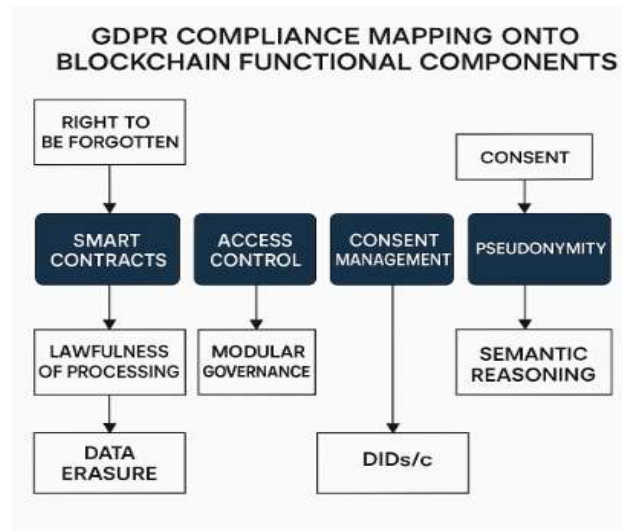 GDPR COMPLIANCE MAPPING ONTO
BLOCKCHAIN FUNCTIONAL COMPONENTS
RIGHT TO
BE FORGOTTEN
CONSENT
SMART
CONTRACTS
ACCESS
CONTROL
CONSENT
MANAGEMENT
PSEUDONYMITY
LAWFULNESS
OF PROCESSING
MODULAR
GOVERNANCE
SEMANTIC
REASONING
DATA
ERASURE
DIDs/c